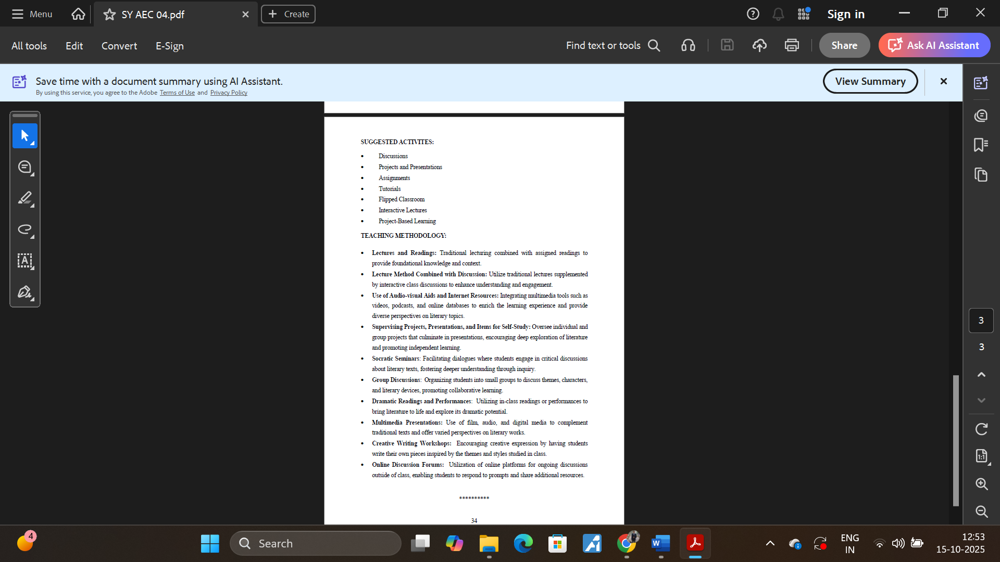 Menu
SY AEC 04.pdf
Create
Sign in
All tools
Edit
Convert
E-Sign
Find text or tools
Share
Ask AI Assistant
Save time with a document summary using AI Assistant.
By using this service, you agree to the Adobe Terms of Use and Privacy Policy
View Summary
SUGGESTED ACTIVITES:
• Discussions
• Projects and Presentations
• Assignments
• Tutorials
• Flipped Classroom
• Interactive Lectures
• Project-Based Learning
TEACHING METHODOLOGY:
• Lectures and Readings: Traditional lecturing combined with assigned readings to
provide foundational knowledge and context.
• Lecture Method Combined with Discussion: Utilize traditional lectures supplemented
by interactive class discussions to enhance understanding and engagement.
• Use of Audio-visual Aids and Internet Resources: Integrating multimedia tools such as
videos, podcasts, and online databases to enrich the learning experience and provide
diverse perspectives on literary topics.
• Supervising Projects, Presentations, and Items for Self-Study: Oversee individual and
group projects that culminate in presentations, encouraging deep exploration of literature
and promoting independent learning.
• Socratic Seminars: Facilitating dialogues where students engage in critical discussions
about literary texts, fostering deeper understanding through inquiry.
• Group Discussions: Organizing students into small groups to discuss themes, characters,
and literary devices, promoting collaborative learning.
• Dramatic Readings and Performances: Utilizing in-class readings or performances to
bring literature to life and explore its dramatic potential.
• Multimedia Presentations: Use of film, audio, and digital media to complement
traditional texts and offer varied perspectives on literary works.
• Creative Writing Workshops: Encouraging creative expression by having students
write their own pieces inspired by the themes and styles studied in class.
• Online Discussion Forums: Utilization of online platforms for ongoing discussions
outside of class, enabling students to respond to prompts and share additional resources.
**********
34
3
3
1:1
4
Search
ENG
IN
12:53
15-10-2025